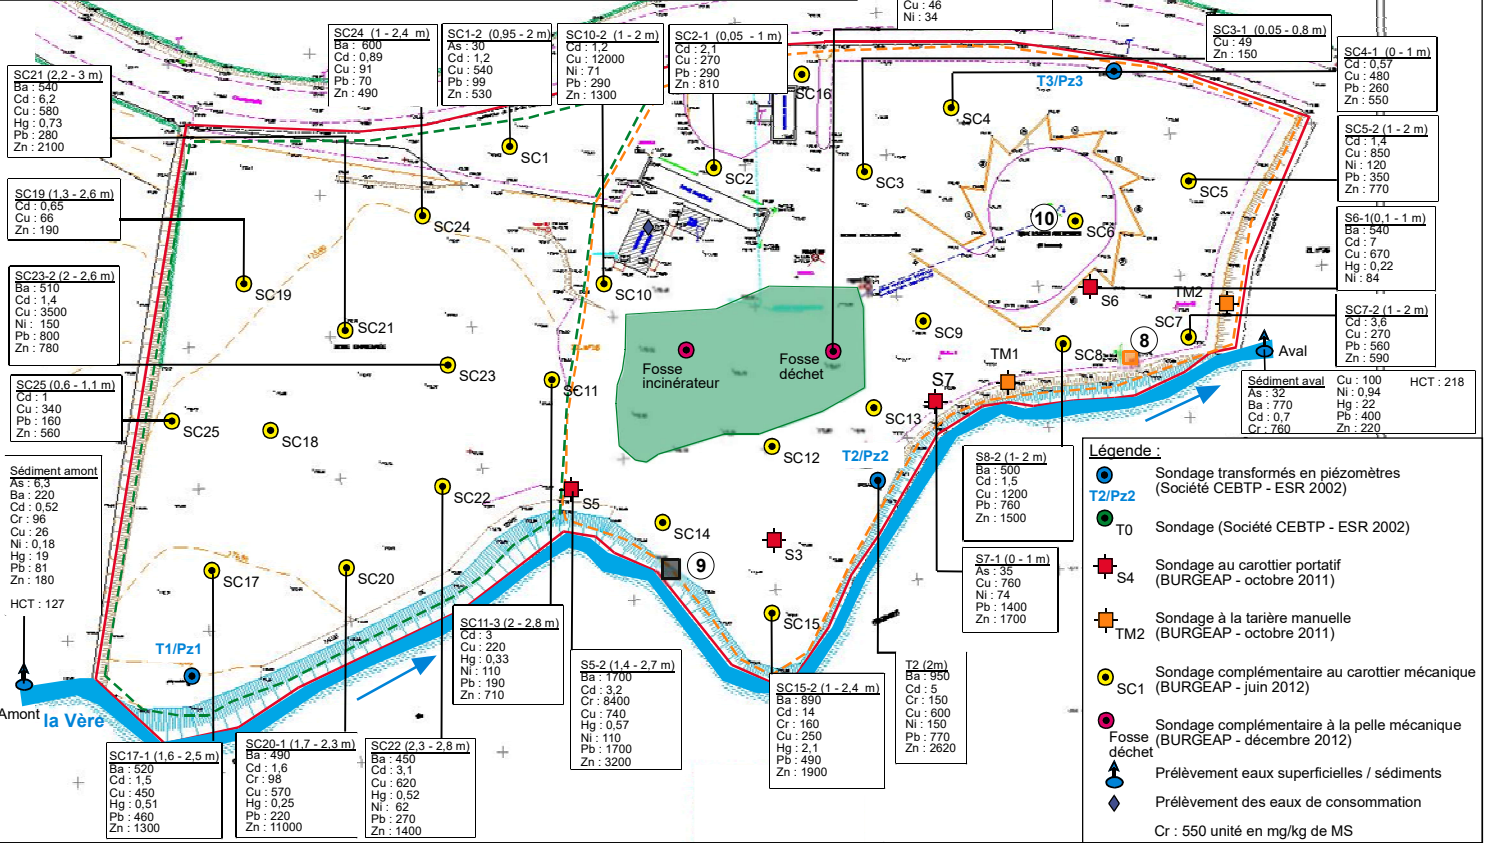 Cu : 46
Ni : 34
SC24 (1 - 2,4 m)
Ba : 600
Cd : 0,89
Cu : 91
Pb : 70
Zn : 490
SC1-2 (0,95 - 2 m)
As : 30
Cd : 1,2
Cu : 540
Pb : 99
Zn : 530
SC10-2 (1 - 2 m)
Cd : 1,2
Cu : 12000
Ni : 71
Pb : 290
Zn : 1300
SC2-1 (0,05 - 1 m)
Cd : 2,1
Cu : 270
Pb : 290
Zn : 810
SC3-1 (0,05 - 0,8 m)
Cu : 49
Zn : 150
SC4-1 (0 - 1 m)
Cd : 0,57
Cu : 480
Pb : 260
Zn : 550
SC21 (2,2 - 3 m)
Ba : 540
Cd : 6,2
Cu : 580
Hg : 0,73
Pb : 280
Zn : 2100
SC5-2 (1 - 2 m)
Cd : 1,4
Cu : 850
Ni : 120
Pb : 350
Zn : 770
SC19 (1,3 - 2,6 m)
Cd : 0,65
Cu : 66
Zn : 190
S6-1(0,1 - 1 m)
Ba : 540
Cd : 7
Cu : 670
Hg : 0,22
Ni : 84
SC23-2 (2 - 2,6 m)
Ba : 510
Cd : 1,4
Cu : 3500
Ni : 150
Pb : 800
Zn : 780
SC7-2 (1 - 2 m)
Cd : 3,6
Cu : 270
Pb : 560
Zn : 590
SC25 (0,6 - 1,1 m)
Cd : 1
Cu : 340
Pb : 160
Zn : 560
Sédiment aval
As : 32
Ba : 770
Cd : 0,7
Cr : 760
Cu : 100
Ni : 0,94
Hg : 22
Pb : 400
Zn : 220
HCT : 218
Sédiment amont
As : 6,3
Ba : 220
Cd : 0,52
Cr : 96
Cu : 26
Ni : 0,18
Hg : 19
Pb : 81
Zn : 180
HCT : 127
S8-2 (1- 2 m)
Ba : 500
Cd : 1,5
Cu : 1200
Pb : 760
Zn : 1500
S7-1 (0 - 1 m)
As : 35
Cu : 760
Ni : 74
Pb : 1400
Zn : 1700
SC11-3 (2 - 2,8 m)
Cd : 3
Cu : 220
Hg : 0,33
Ni : 110
Pb : 190
Zn : 710
S5-2 (1,4 - 2,7 m)
Ba : 1700
Cd : 3,2
Cr : 8400
Cu : 740
Hg : 0,57
Ni : 110
Pb : 1700
Zn : 3200
SC15-2 (1 - 2,4 m)
Ba : 890
Cd : 14
Cr : 160
Cu : 250
Hg : 2,1
Pb : 490
Zn : 1900
T2 (2m)
Ba : 950
Cd : 5
Cr : 150
Cu : 600
Ni : 150
Pb : 770
Zn : 2620
SC17-1 (1,6 - 2,5 m)
Ba : 520
Cd : 1,5
Cu : 450
Hg : 0,51
Pb : 460
Zn : 1300
SC20-1 (1,7 - 2,3 m)
Ba : 490
Cd : 1,6
Cr : 98
Cu : 570
Hg : 0,25
Pb : 220
Zn : 11000
SC22 (2,3 - 2,8 m)
Ba : 450
Cd : 3,1
Cu : 620
Hg : 0,52
Ni : 62
Pb : 270
Zn : 1400
SC16
T3/Pz3
SC4
SC1
SC2
SC3
SC5
SC24
10
SC6
SC19
SC10
S6
TM2
SC21
SC9
SC7
SC8
8
Aval
Fosse
incinérateur
Fosse
déchet
TM1
SC23
SC11
S7
SC25
SC18
SC13
SC12
T2/Pz2
SC22
S5
SC14
S3
9
SC17
SC20
SC15
T1/Pz1
Amont
la Vère
Légende :
T2/Pz2
Sondage transformés en piézomètres
(Société CEBTP - ESR 2002)
T0
Sondage (Société CEBTP - ESR 2002)
S4
Sondage au carottier portatif
(BURGEAP - octobre 2011)
TM2
Sondage à la tarière manuelle
(BURGEAP - octobre 2011)
SC1
Sondage complémentaire au carottier mécanique
(BURGEAP - juin 2012)
Fosse
déchet
Sondage complémentaire à la pelle mécanique
(BURGEAP - décembre 2012)
Prélèvement eaux superficielles / sédiments
Prélèvement des eaux de consommation
Cr : 550 unité en mg/kg de MS